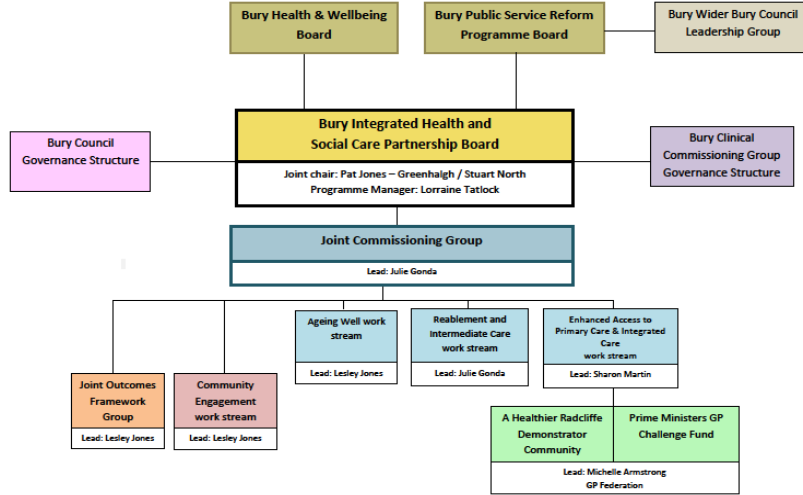 Bury Health & Wellbeing
Board
Bury Public Service Reform
Programme Board
Bury Wider Bury Council
Leadership Group
Bury Council
Governance Structure
Bury Integrated Health and
Social Care Partnership Board
Joint chair: Pat Jones – Greenhalgh / Stuart North
Programme Manager: Lorraine Tatlock
Bury Clinical
Commissioning Group
Governance Structure
Joint Commissioning Group
Lead: Julie Gonda
Ageing Well work
stream
Lead: Lesley Jones
Reablement and
Intermediate Care
work stream
Lead: Julie Gonda
Enhanced Access to
Primary Care & Integrated
Care
work stream
Lead: Sharon Martin
Joint Outcomes
Framework
Group
Lead: Lesley Jones
Community
Engagement
work stream
Lead: Lesley Jones
A Healthier Radcliffe
Demonstrator
Community
Prime Ministers GP
Challenge Fund
Lead: Michelle Armstrong
GP Federation